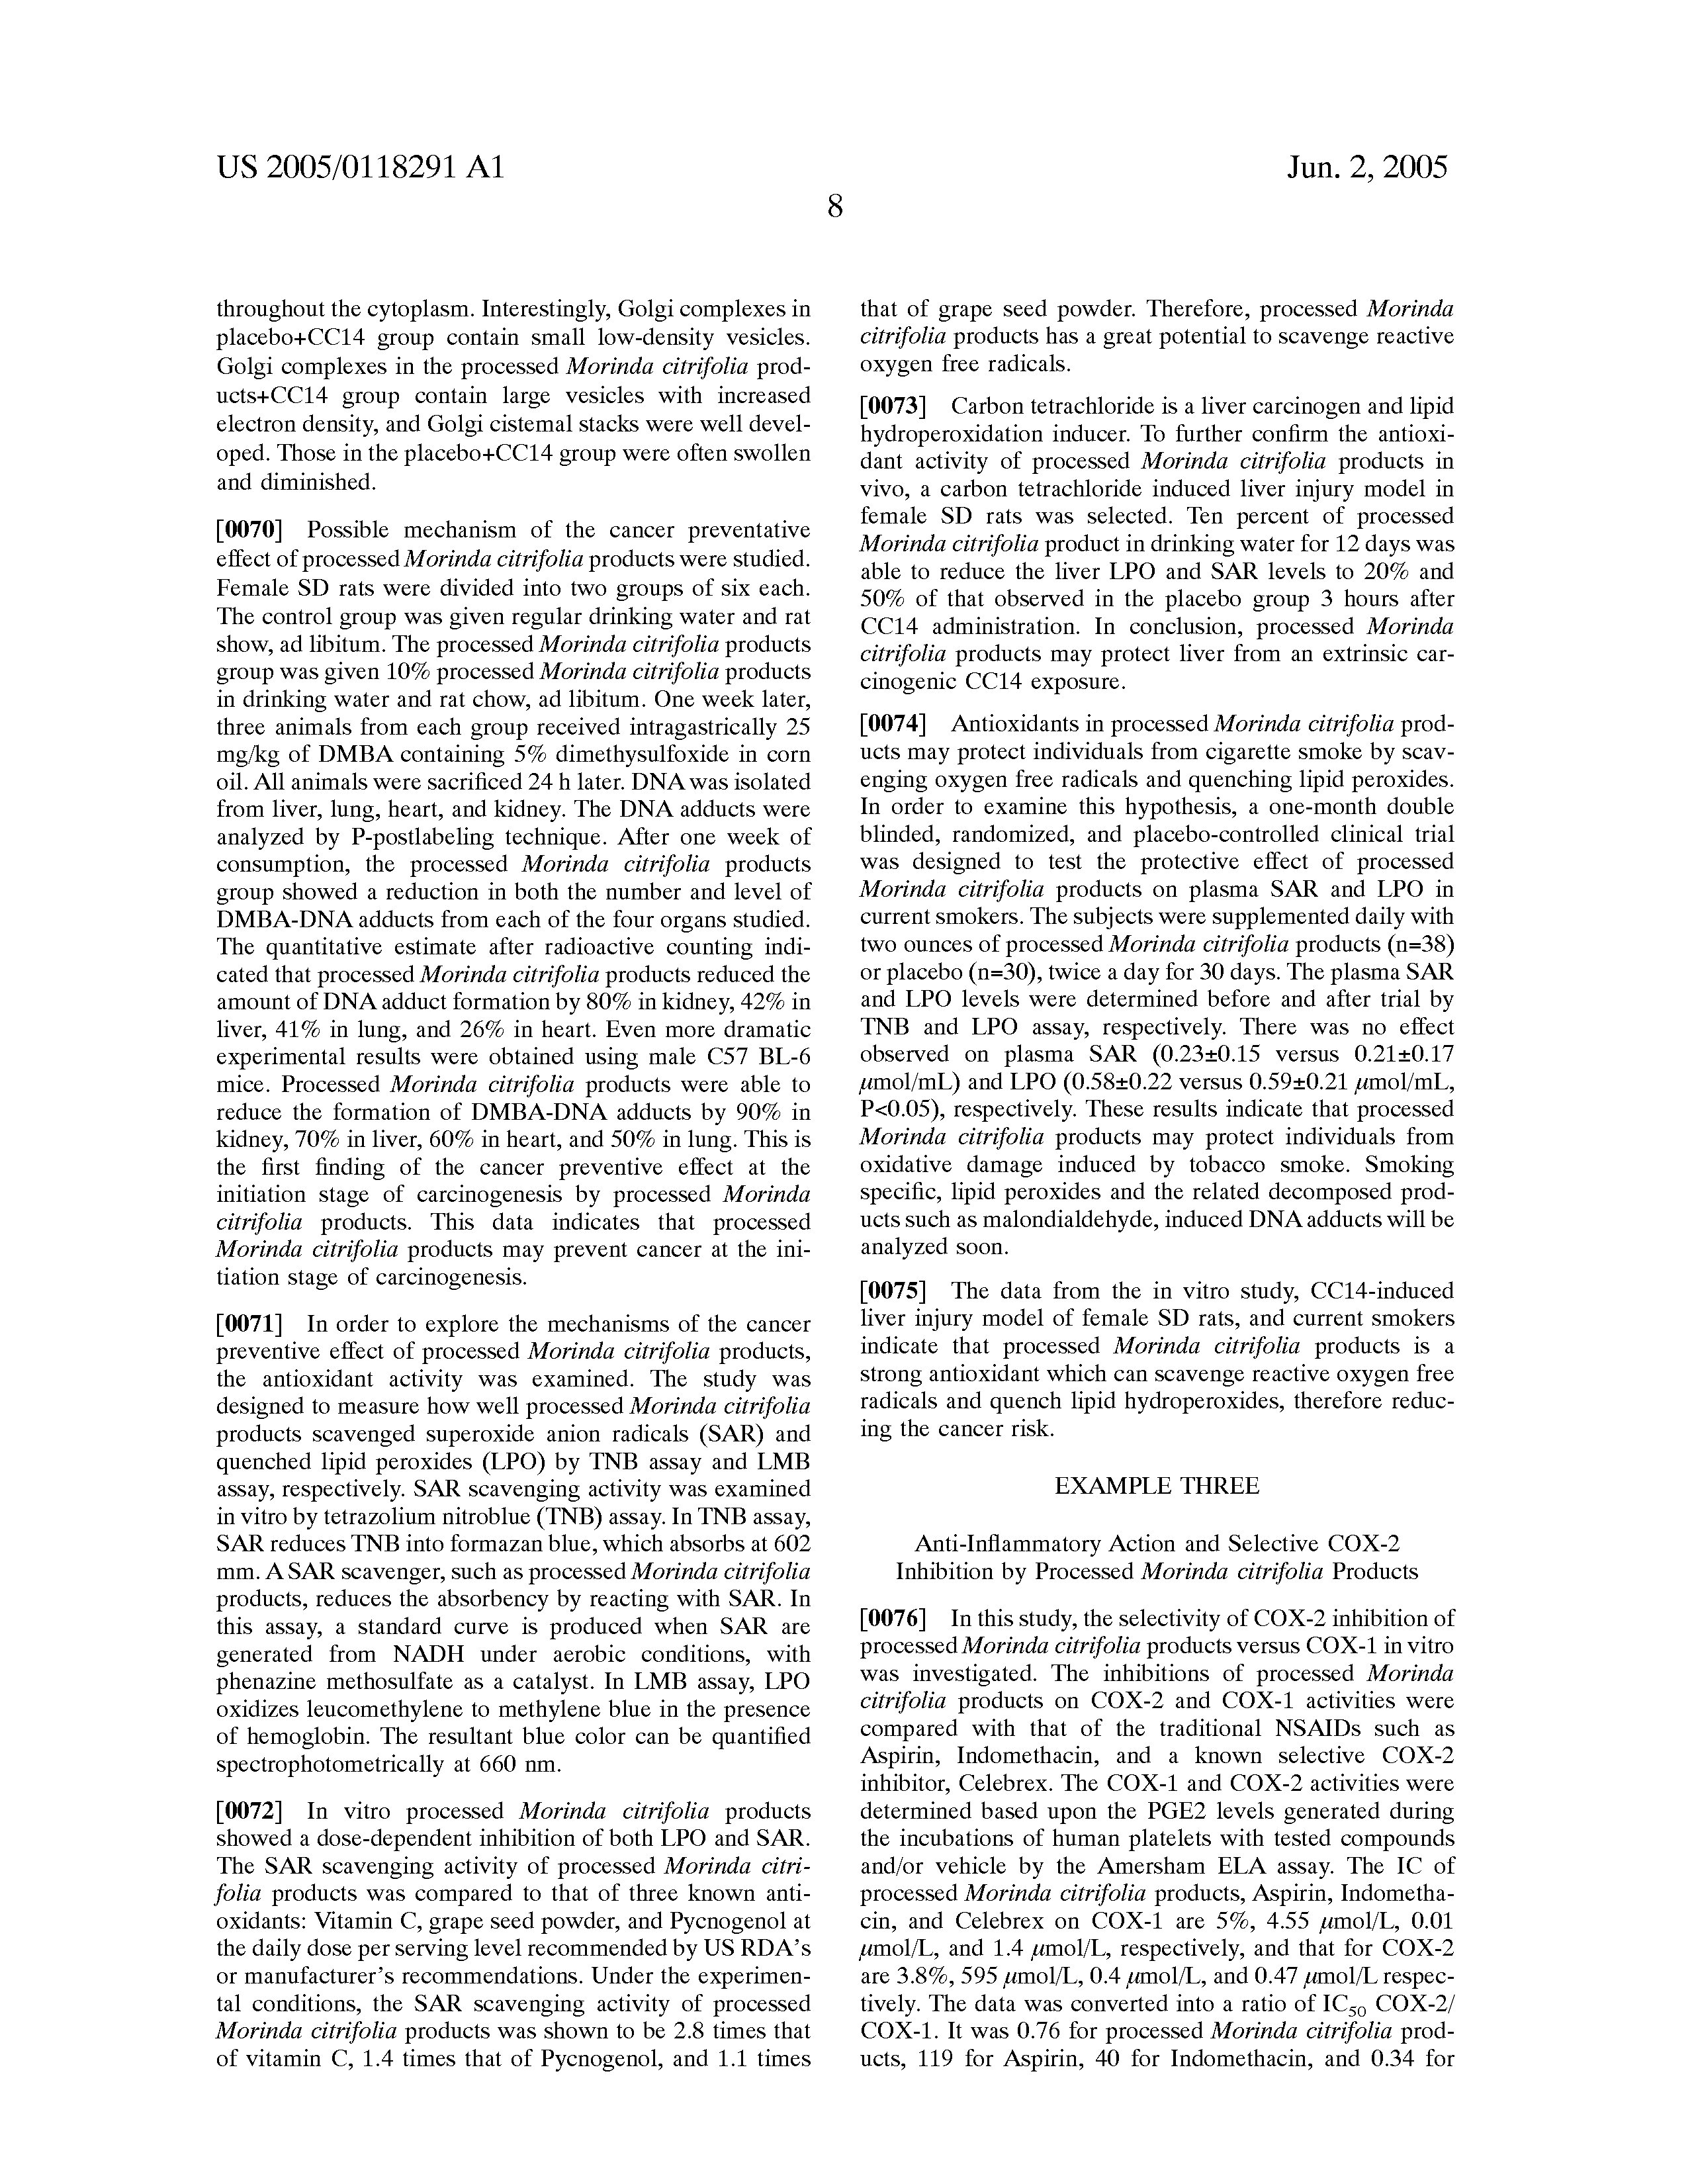 US 2005/0118291 A1
Jun. 2, 2005
8
throughout the cytoplasm. Interestingly, Golgi complexes in
placebo+CC14 group contain small low-density vesicles.
Golgi complexes in the processed Morinda citrifolia prod-
ucts+CC14 group contain large vesicles with increased
electron density, and Golgi cistemal stacks were well devel-
oped. Those in the placebo+CC14 group were often swollen
and diminished.
[0070] Possible mechanism of the cancer preventative
effect of processed Morinda citrifolia products were studied.
Female SD rats were divided into two groups of six each.
The control group was given regular drinking water and rat
show, ad libitum. The processed Morinda citrifolia products
group was given 10% processed Morinda citrifolia products
in drinking water and rat chow, ad libitum. One week later,
three animals from each group received intragastrically 25
mg/kg of DMBA containing 5% dimethysulfoxide in corn
oil. All animals were sacrificed 24 h later. DNA was isolated
from liver, lung, heart, and kidney. The DNA adducts were
analyzed by P-postlabeling technique. After one week of
consumption, the processed Morinda citrifolia products
group showed a reduction in both the number and level of
DMBA-DNA adducts from each of the four organs studied.
The quantitative estimate after radioactive counting indi-
cated that processed Morinda citrifolia products reduced the
amount of DNA adduct formation by 80% in kidney, 42% in
liver, 41% in lung, and 26% in heart. Even more dramatic
experimental results were obtained using male C57 BL-6
mice. Processed Morinda citrifolia products were able to
reduce the formation of DMBA-DNA adducts by 90% in
kidney, 70% in liver, 60% in heart, and 50% in lung. This is
the first finding of the cancer preventive effect at the
initiation stage of carcinogenesis by processed Morinda
citrifolia products. This data indicates that processed
Morinda citrifolia products may prevent cancer at the ini-
tiation stage of carcinogenesis.
[0071] In order to explore the mechanisms of the cancer
preventive effect of processed Morinda citrifolia products,
the antioxidant activity was examined. The study was
designed to measure how well processed Morinda citrifolia
products scavenged superoxide anion radicals (SAR) and
quenched lipid peroxides (LPO) by TNB assay and LMB
assay, respectively. SAR scavenging activity was examined
in vitro by tetrazolium nitroblue (TNB) assay. In TNB assay,
SAR reduces TNB into formazan blue, which absorbs at 602
mm. A SAR scavenger, such as processed Morinda citrifolia
products, reduces the absorbency by reacting with SAR. In
this assay, a standard curve is produced when SAR are
generated from NADH under aerobic conditions, with
phenazine methosulfate as a catalyst. In LMB assay, LPO
oxidizes leucomethylene to methylene blue in the presence
of hemoglobin. The resultant blue color can be quantified
spectrophotometrically at 660 nm.
[0072] In vitro processed Morinda citrifolia products
showed a dose-dependent inhibition of both LPO and SAR.
The SAR scavenging activity of processed Morinda citri-
folia products was compared to that of three known anti-
oxidants: Vitamin C, grape seed powder, and Pycnogenol at
the daily dose per serving level recommended by US RDA's
or manufacturer's recommendations. Under the experimen-
tal conditions, the SAR scavenging activity of processed
Morinda citrifolia products was shown to be 2.8 times that
of vitamin C, 1.4 times that of Pycnogenol, and 1.1 times
that of grape seed powder. Therefore, processed Morinda
citrifolia products has a great potential to scavenge reactive
oxygen free radicals.
[0073] Carbon tetrachloride is a liver carcinogen and lipid
hydroperoxidation inducer. To further confirm the antioxi-
dant activity of processed Morinda citrifolia products in
vivo, a carbon tetrachloride induced liver injury model in
female SD rats was selected. Ten percent of processed
Morinda citrifolia product in drinking water for 12 days was
able to reduce the liver LPO and SAR levels to 20% and
50% of that observed in the placebo group 3 hours after
CC14 administration. In conclusion, processed Morinda
citrifolia products may protect liver from an extrinsic car-
cinogenic CC14 exposure.
[0074] Antioxidants in processed Morinda citrifolia prod-
ucts may protect individuals from cigarette smoke by scav-
enging oxygen free radicals and quenching lipid peroxides.
In order to examine this hypothesis, a one-month double
blinded, randomized, and placebo-controlled clinical trial
was designed to test the protective effect of processed
Morinda citrifolia products on plasma SAR and LPO in
current smokers. The subjects were supplemented daily with
two ounces of processed Morinda citrifolia products (n=38)
or placebo (n=30), twice a day for 30 days. The plasma SAR
and LPO levels were determined before and after trial by
TNB and LPO assay, respectively. There was no effect
observed on plasma SAR (0.23±0.15 versus 0.21±0.17
μmol/mL) and LPO (0.58±0.22 versus 0.59±0.21 μmol/mL,
P<0.05), respectively. These results indicate that processed
Morinda citrifolia products may protect individuals from
oxidative damage induced by tobacco smoke. Smoking
specific, lipid peroxides and the related decomposed prod-
ucts such as malondialdehyde, induced DNA adducts will be
analyzed soon.
[0075] The data from the in vitro study, CC14-induced
liver injury model of female SD rats, and current smokers
indicate that processed Morinda citrifolia products is a
strong antioxidant which can scavenge reactive oxygen free
radicals and quench lipid hydroperoxides, therefore reduc-
ing the cancer risk.
EXAMPLE THREE
Anti-Inflammatory Action and Selective COX-2
Inhibition by Processed Morinda citrifolia Products
[0076] In this study, the selectivity of COX-2 inhibition of
processed Morinda citrifolia products versus COX-1 in vitro
was investigated. The inhibitions of processed Morinda
citrifolia products on COX-2 and COX-1 activities were
compared with that of the traditional NSAIDs such as
Aspirin, Indomethacin, and a known selective COX-2
inhibitor, Celebrex. The COX-1 and COX-2 activities were
determined based upon the PGE2 levels generated during
the incubations of human platelets with tested compounds
and/or vehicle by the Amersham ELA assay. The IC of
processed Morinda citrifolia products, Aspirin, Indometha-
cin, and Celebrex on COX-1 are 5%, 4.55 μmol/L, 0.01
μmol/L, and 1.4 μmol/L, respectively, and that for COX-2
are 3.8%, 595 μmol/L, 0.4 μmol/L, and 0.47 μmol/L respec-
tively. The data was converted into a ratio of IC50 COX-2/
COX-1. It was 0.76 for processed Morinda citrifolia prod-
ucts, 119 for Aspirin, 40 for Indomethacin, and 0.34 for